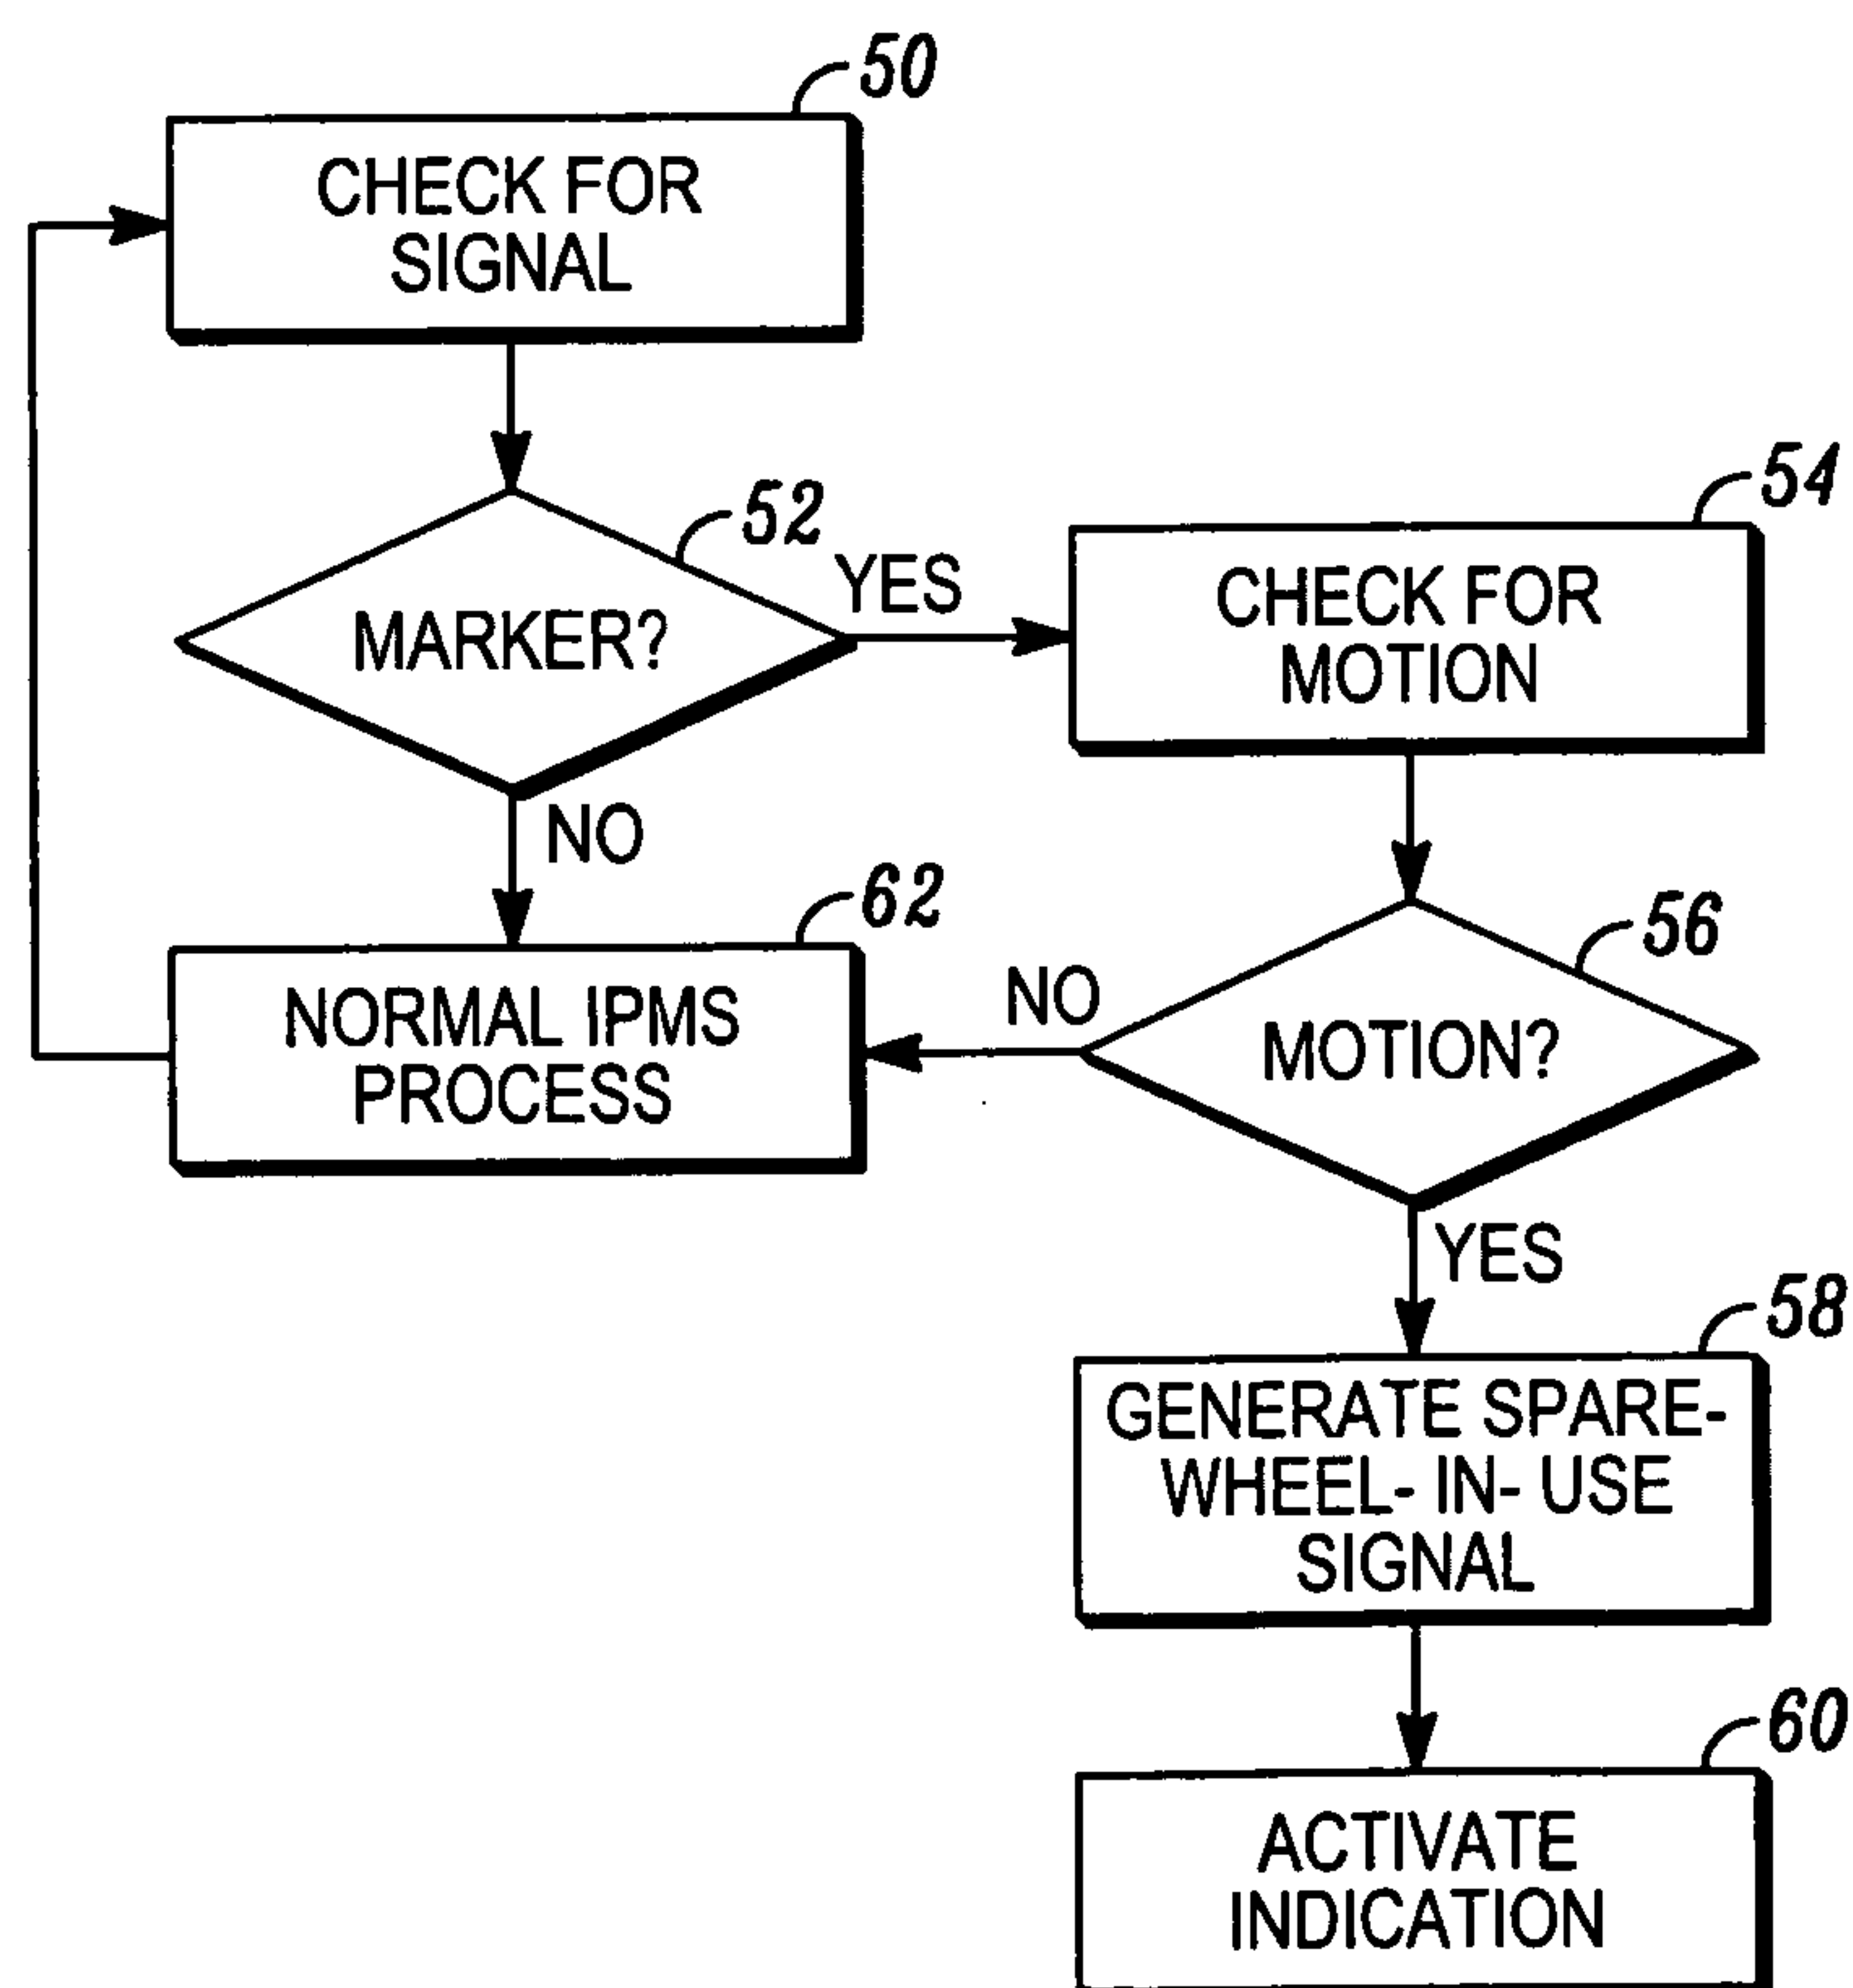 50
CHECK FOR
SIGNAL
52
MARKER?
YES
NO
54
CHECK FOR
MOTION
56
MOTION?
NO
YES
62
NORMAL IPMS
PROCESS
58
GENERATE SPARE-
WHEEL- IN- USE
SIGNAL
60
ACTIVATE
INDICATION